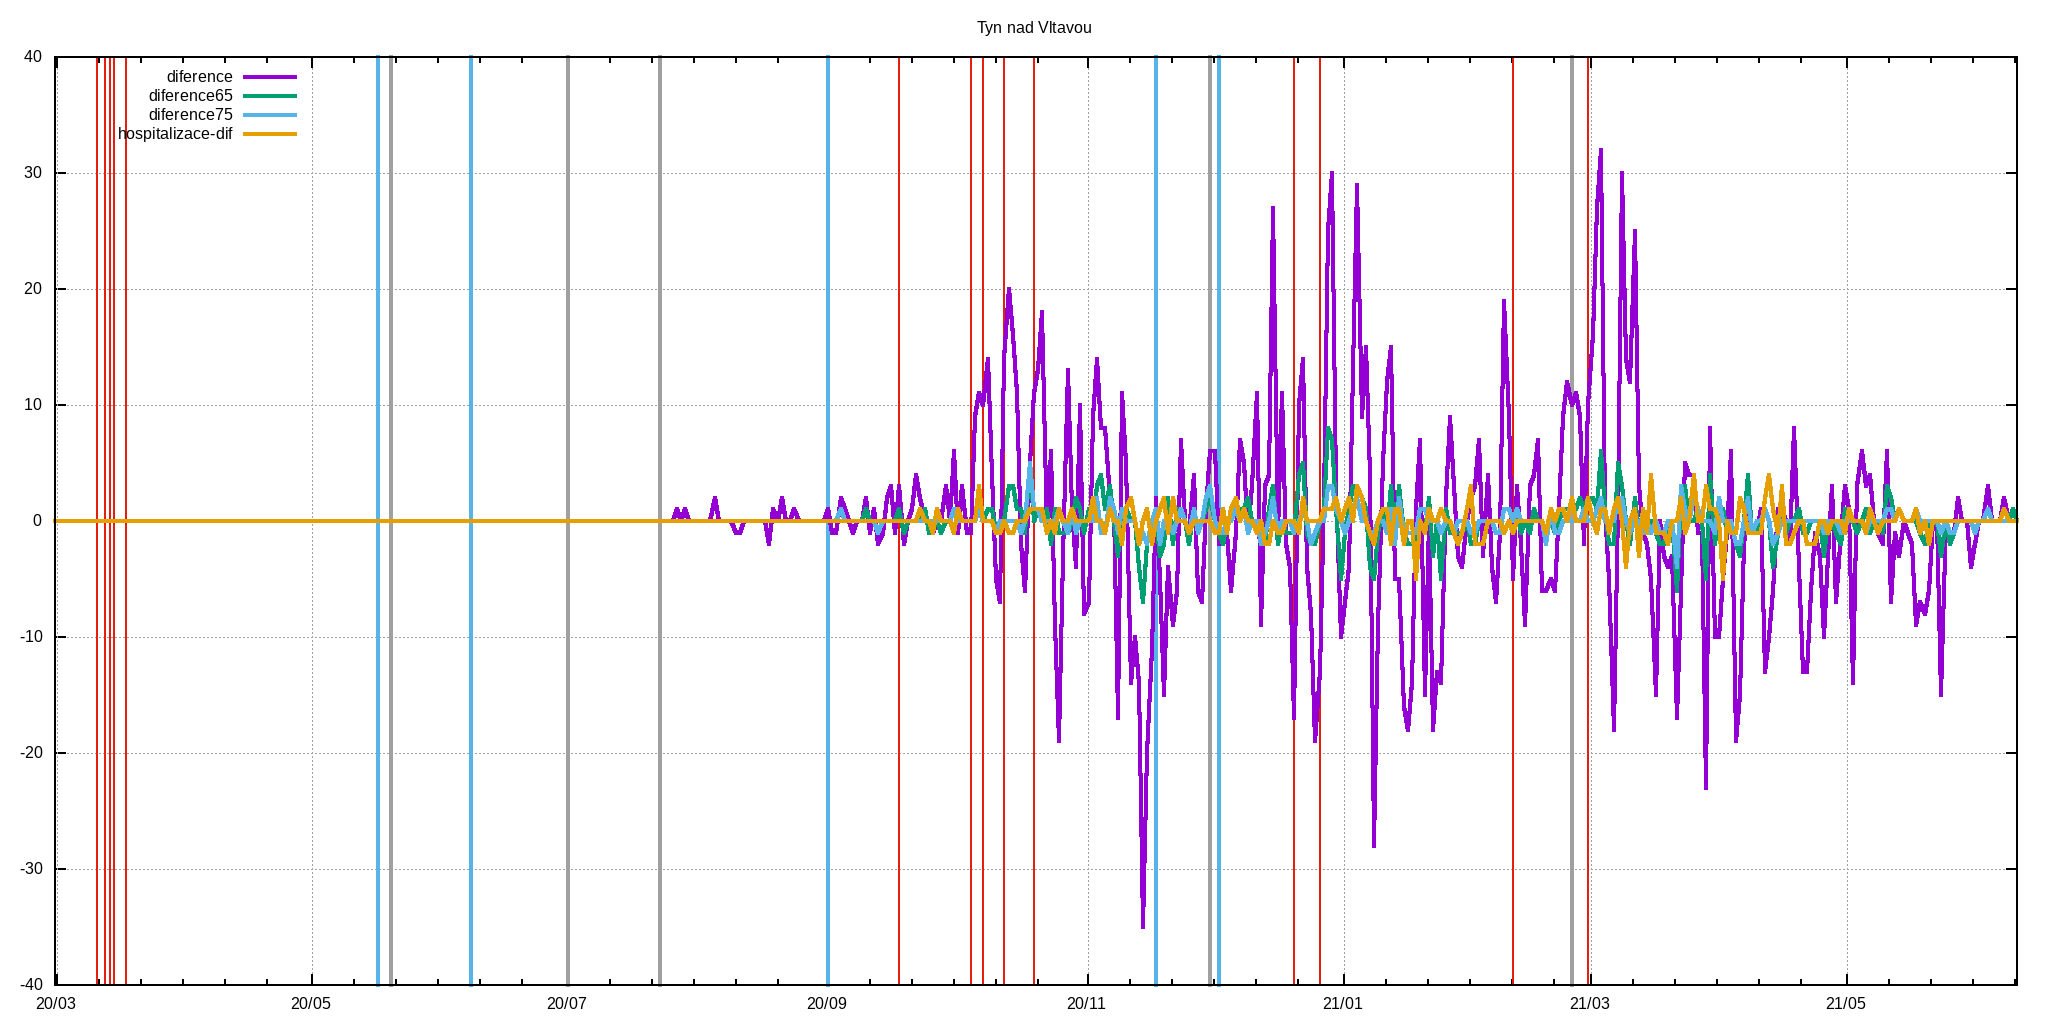 Tyn nad Vltavou
40
diference
diference65
diference75
hospitalizace-dif
30
20
10
0
-10
-20
-30
-40
20/03 20/05 20/07 20/09 20/11 21/01 21/03 21/05